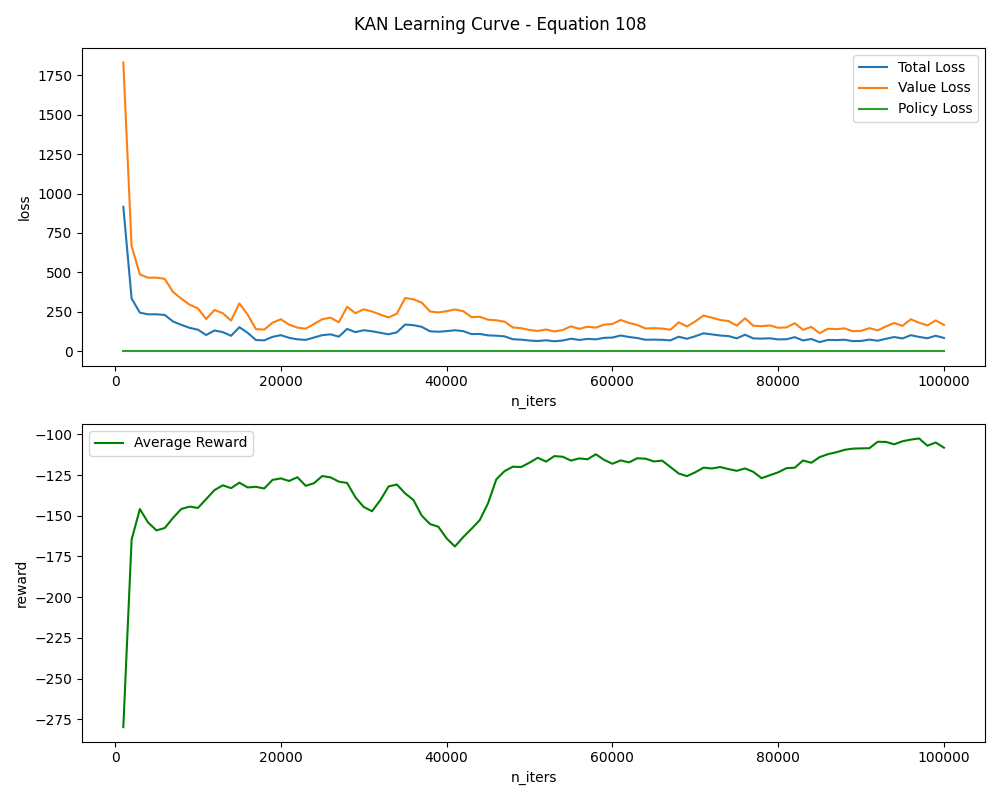 KAN Learning Curve - Equation 108
Total Loss
Value Loss
Policy Loss
1750
1500
1250
1000
750
500
250
0
loss
0 20000 40000 60000 80000 100000
n_iters
Average Reward
−100
−125
−150
−175
−200
−225
−250
−275
reward
0 20000 40000 60000 80000 100000
n_iters